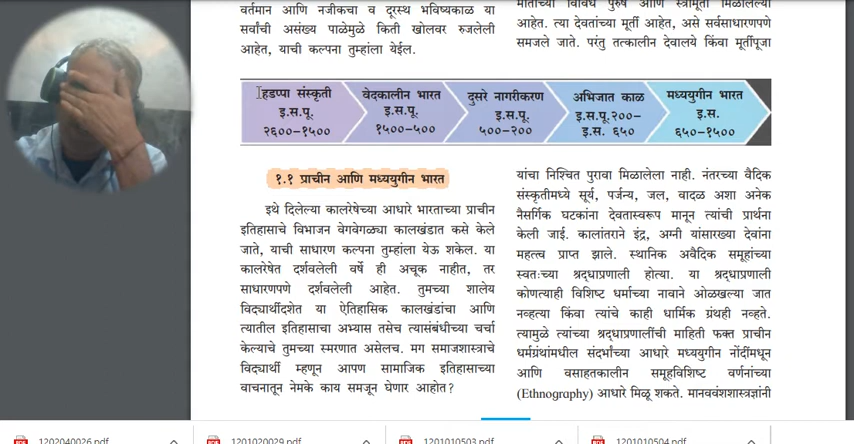 वर्तमान आणि नजीकचा व दूरस्थ भविष्यकाळ या
सर्वांची असंख्य पाळेमुळे किती खोलवर रुजलेली
आहेत, याची कल्पना तुम्हांला येईल.
मातीच्या विविध पुरुष आणि स्त्रीमूर्ती मिळालेल्या
आहेत. त्या देवतांच्या मूर्ती आहेत, असे सर्वसाधारणपणे
समजले जाते. परंतु तत्कालीन देवालये किंवा मूर्तीपूजा
हडप्पा संस्कृती
इ.स.पू.
२६००-१५००
वेदकालीन भारत
इ.स.पू.
१५००-५००
दुसरे नागरीकरण
इ.स.पू.
५००-२००
अभिजात काळ
इ.स.पू.२००-
इ.स. ६५०
मध्ययुगीन भारत
इ.स.
६५०-१५००
१.१ प्राचीन आणि मध्ययुगीन भारत
इथे दिलेल्या कालरेषेच्या आधारे भारताच्या प्राचीन
इतिहासाचे विभाजन वेगवेगळ्या कालखंडात कसे केले
जाते, याची साधारण कल्पना तुम्हांला येऊ शकेल. या
कालरेषेत दर्शवलेली वर्षे ही अचूक नाहीत, तर
साधारणपणे दर्शवलेली आहेत. तुमच्या शालेय
विद्यार्थीदशेत या ऐतिहासिक कालखंडांचा आणि
त्यातील इतिहासाचा अभ्यास तसेच त्यासंबंधीच्या चर्चा
केल्याचे तुमच्या स्मरणात असेलच. मग समाजशास्त्राचे
विद्यार्थी म्हणून आपण सामाजिक इतिहासाच्या
वाचनातून नेमके काय समजून घेणार आहोत?
यांचा निश्चित पुरावा मिळालेला नाही. नंतरच्या वैदिक
संस्कृतीमध्ये सूर्य, पर्जन्य, जल, वादळ अशा अनेक
नैसर्गिक घटकांना देवतास्वरूप मानून त्यांची प्रार्थना
केली जाई. कालांतराने इंद्र, अग्नी यांसारख्या देवांना
महत्त्व प्राप्त झाले. स्थानिक अवैदिक समूहांच्या
स्वतःच्या श्रद्धाप्रणाली होत्या. या श्रद्धाप्रणाली
कोणत्याही विशिष्ट धर्माच्या नावाने ओळखल्या जात
नव्हत्या किंवा त्यांचे काही धार्मिक ग्रंथही नव्हते.
त्यामुळे त्यांच्या श्रद्धाप्रणालींची माहिती फक्त प्राचीन
धर्मग्रंथांमधील संदर्भांच्या आधारे मध्ययुगीन नोंदींमधून
आणि वसाहतकालीन समूहविशिष्ट वर्णनांच्या
(Ethnography) आधारे मिळू शकते. मानववंशशास्त्रज्ञांनी
1202040026.pdf
1201020029.pdf
1201010503.pdf
1201010504.pdf